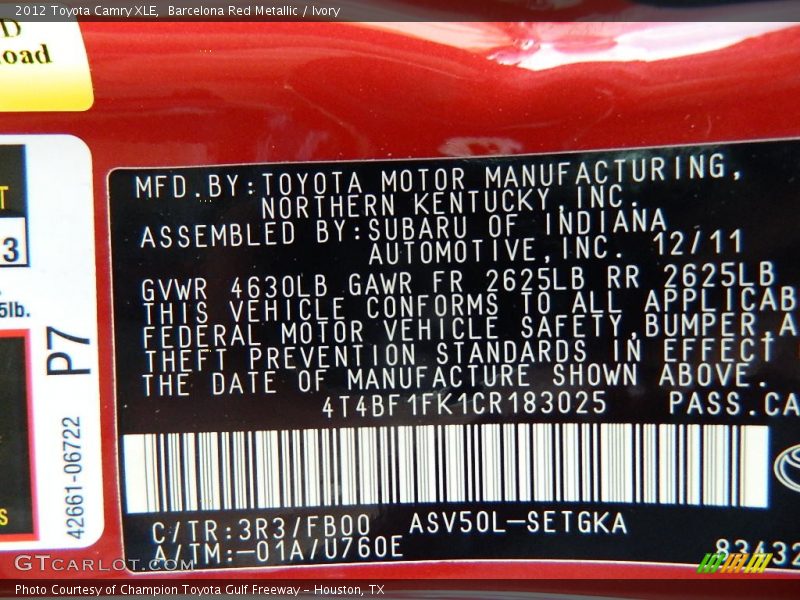 2012 Toyota Camry XLE, Barcelona Red Metallic / Ivory
oad
3
5lb.
P7
42661-06722
MFD.BY:TOYOTA MOTOR MANUFACTURING,
NORTHERN KENTUCKY,INC.
ASSEMBLED BY:SUBARU OF INDIANA
AUTOMOTIVE,INC. 12/11
GVWR 4630LB GAWR FR 2625LB RR 2625LB
THIS VEHICLE CONFORMS TO ALL APPLICAB
FEDERAL MOTOR VEHICLE SAFETY,BUMPER,A
THEFT PREVENTION STANDARDS IN EFFECT
THE DATE OF MANUFACTURE SHOWN ABOVE.
4T4BF1FK1CR183025 PASS.CA
C/TR:3R3/FB00 ASV50L-SETGKA
A/TM:-01A/U760E 83432
GTCarlot.com
Photo Courtesy of Champion Toyota Gulf Freeway - Houston, TX